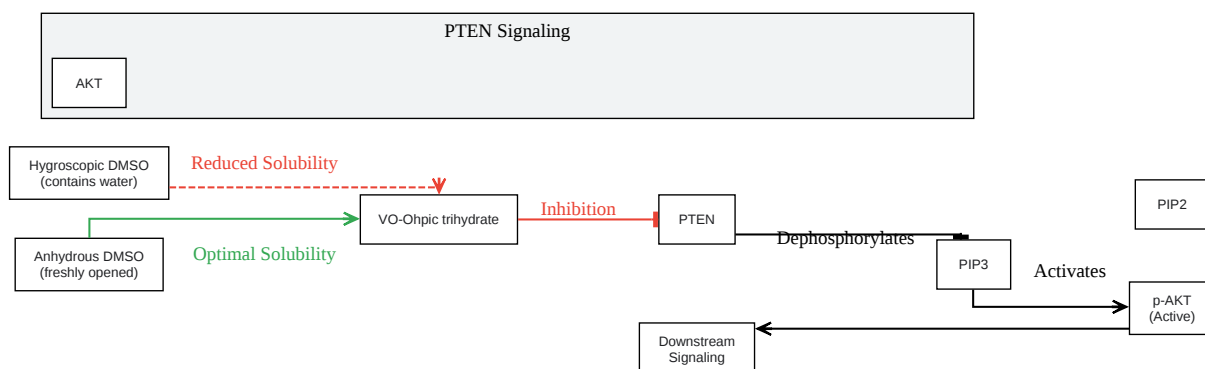 PTEN Signaling
AKT
Hygroscopic DMSO
(contains water)
Reduced Solubility
VO-Ohpic trihydrate
Inhibition
PTEN
PIP2
Anhydrous DMSO
(freshly opened)
Optimal Solubility
Dephosphorylates
PIP3
Activates
p-AKT
(Active)
Downstream
Signaling